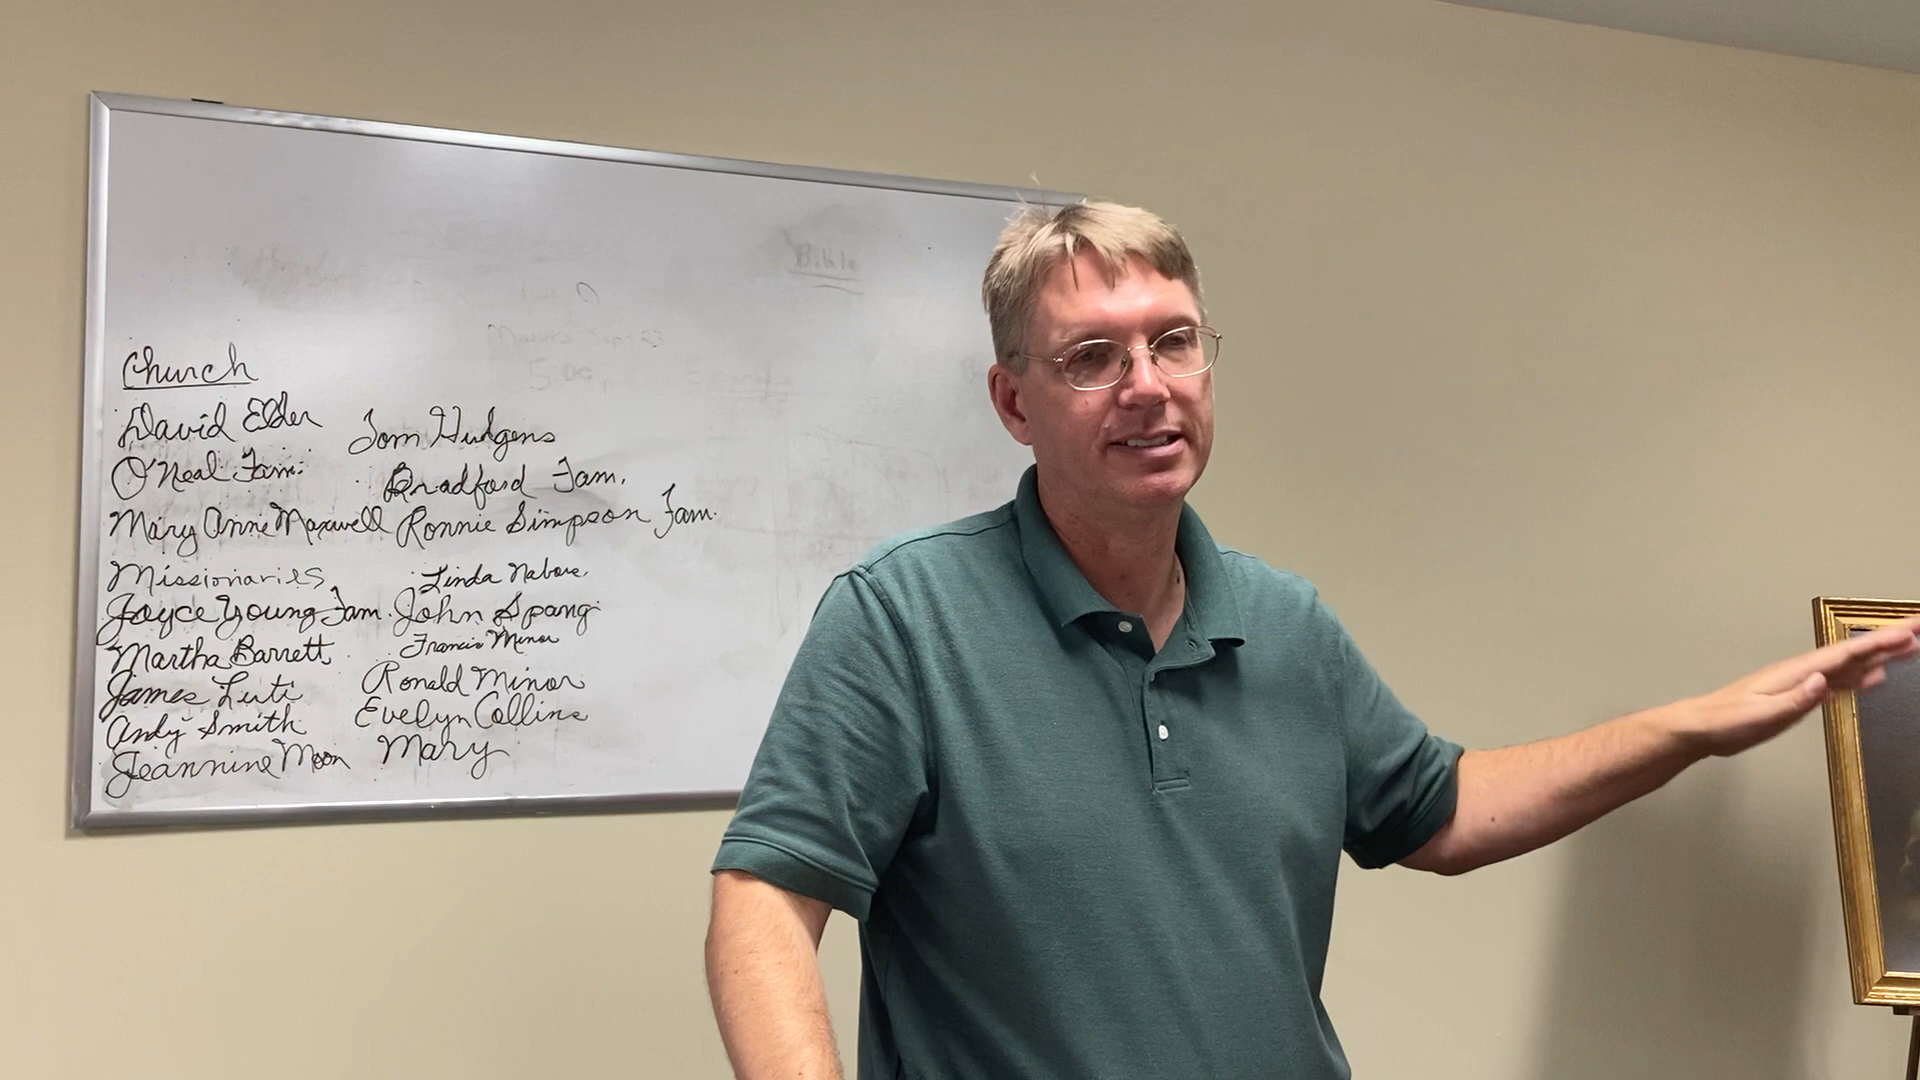 Bible
500,
Church
David Elder Tom Hudgens
O'Neal Fam. Bradford Fam.
Mary Anne Maxwell Ronnie Simpson Fam.
Missionaries Linda Nabors
Joyce Young Fam. John Spang
Martha Barrett Francis Minor
James Luti Ronald Minor
Andy Smith Evelyn Collins
Jeannine Moon Mary